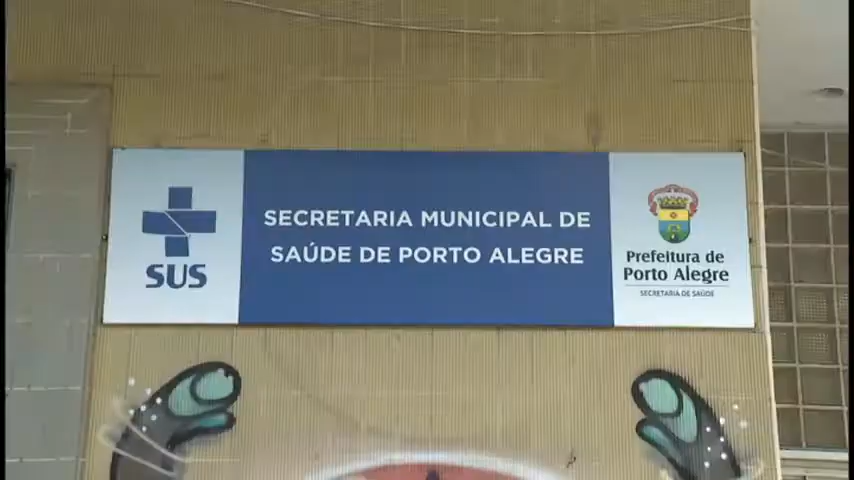 SUS
SECRETARIA MUNICIPAL DE
SAÚDE DE PORTO ALEGRE
Prefeitura de
Porto Alegre
SECRETARIA DE SAÚDE